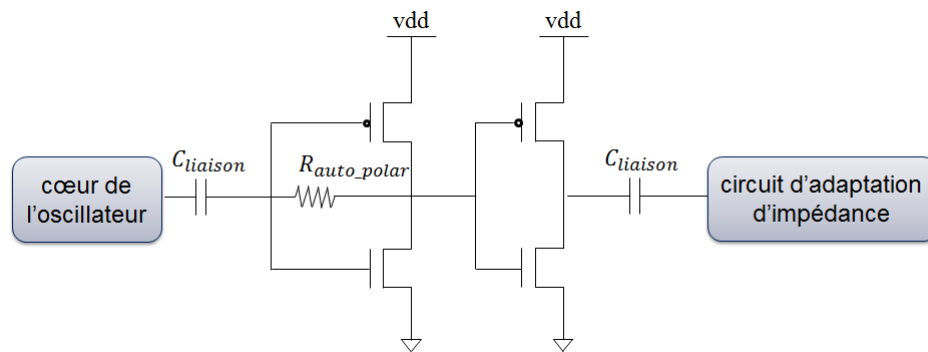 vdd
vdd
C_liaison
R_auto_polar
C_liaison
cœur de
l'oscillateur
circuit d'adaptation
d'impédance